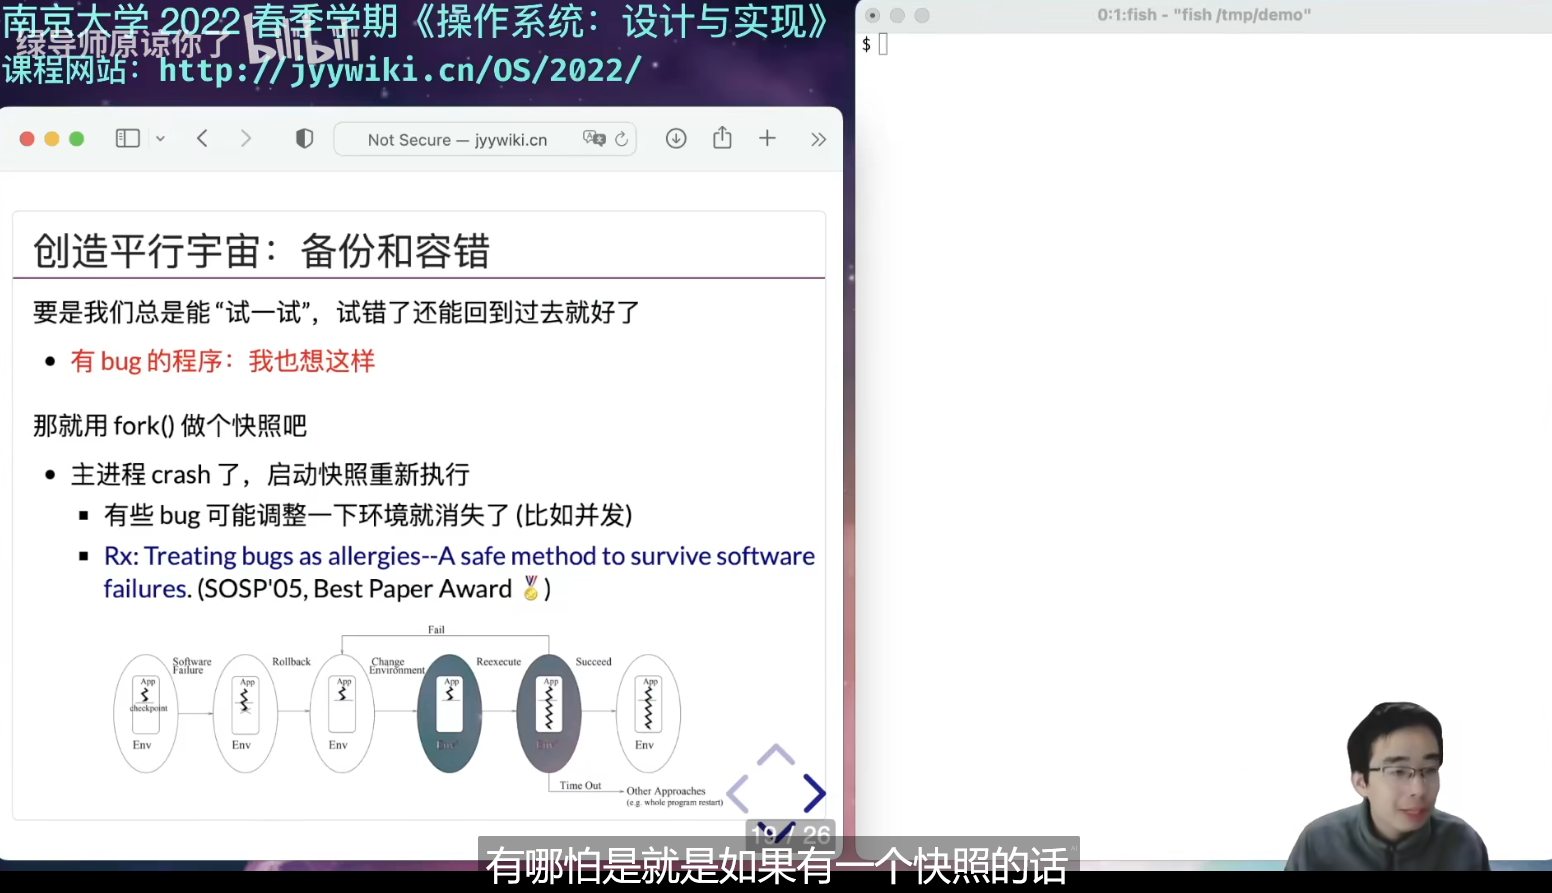 南京大学 2022 春季学期《操作系统：设计与实现》
绿导师原谅你了 bilibili
课程网站：http://jyywiki.cn/OS/2022/
0:1:fish - "fish /tmp/demo"
$
Not Secure — jyywiki.cn
创造平行宇宙：备份和容错
要是我们总是能 “试一试”，试错了还能回到过去就好了
有 bug 的程序：我也想这样
那就用 fork() 做个快照吧
主进程 crash 了，启动快照重新执行
有些 bug 可能调整一下环境就消失了 (比如并发)
Rx: Treating bugs as allergies--A safe method to survive software
failures. (SOSP'05, Best Paper Award 🏅)
Fail
Software Failure
Rollback
Change Environment
Reexecute
Succeed
App
App
App
App
App
App
checkpoint
Env
Env
Env
Env'
Env'
Env
Time Out
Other Approaches
(e.g. whole program restart)
19 / 26
有哪怕是就是如果有一个快照的话